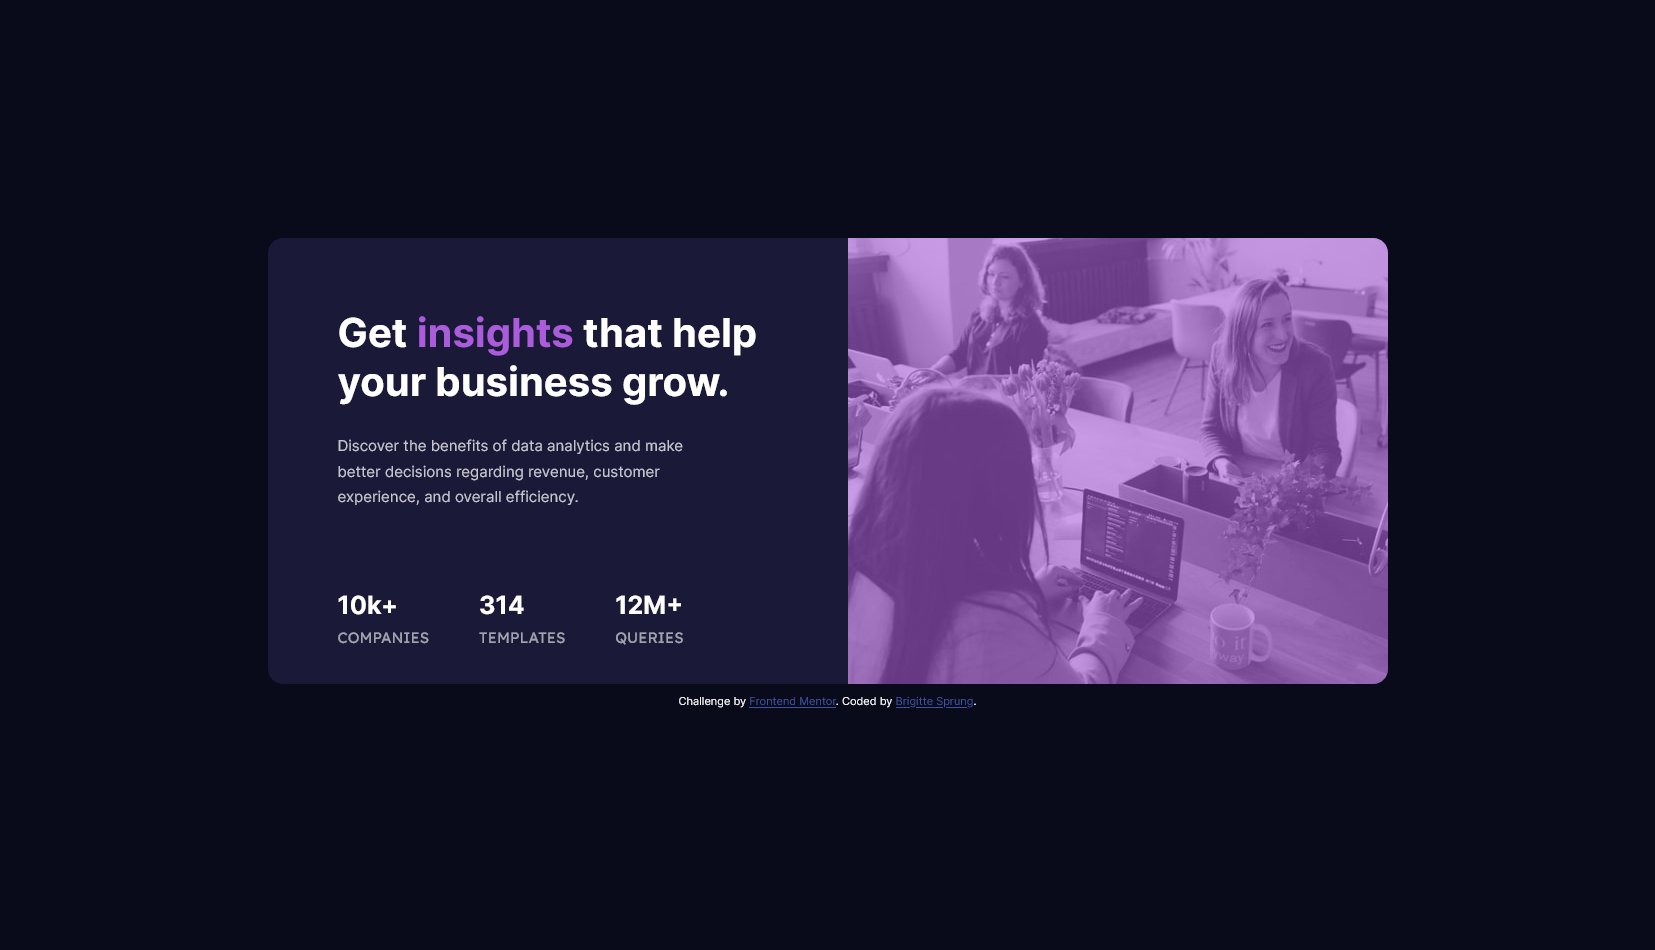 Get insights that help
your business grow.
Discover the benefits of data analytics and make
better decisions regarding revenue, customer
experience, and overall efficiency.
10k+ 314 12M+
COMPANIES TEMPLATES QUERIES
it
way
Challenge by Frontend Mentor. Coded by Brigitte Sprung.